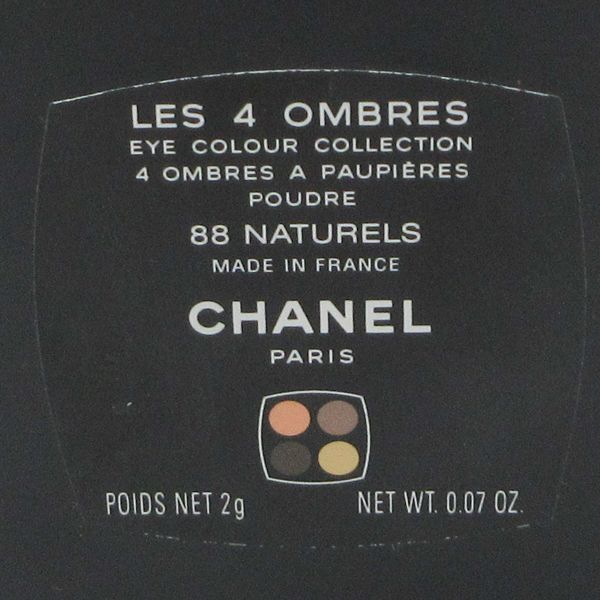 LES 4 OMBRES
EYE COLOUR COLLECTION
4 OMBRES A PAUPIÈRES
POUDRE
88 NATURELS
MADE IN FRANCE
CHANEL
PARIS
POIDS NET 2g NET WT. 0.07 OZ.